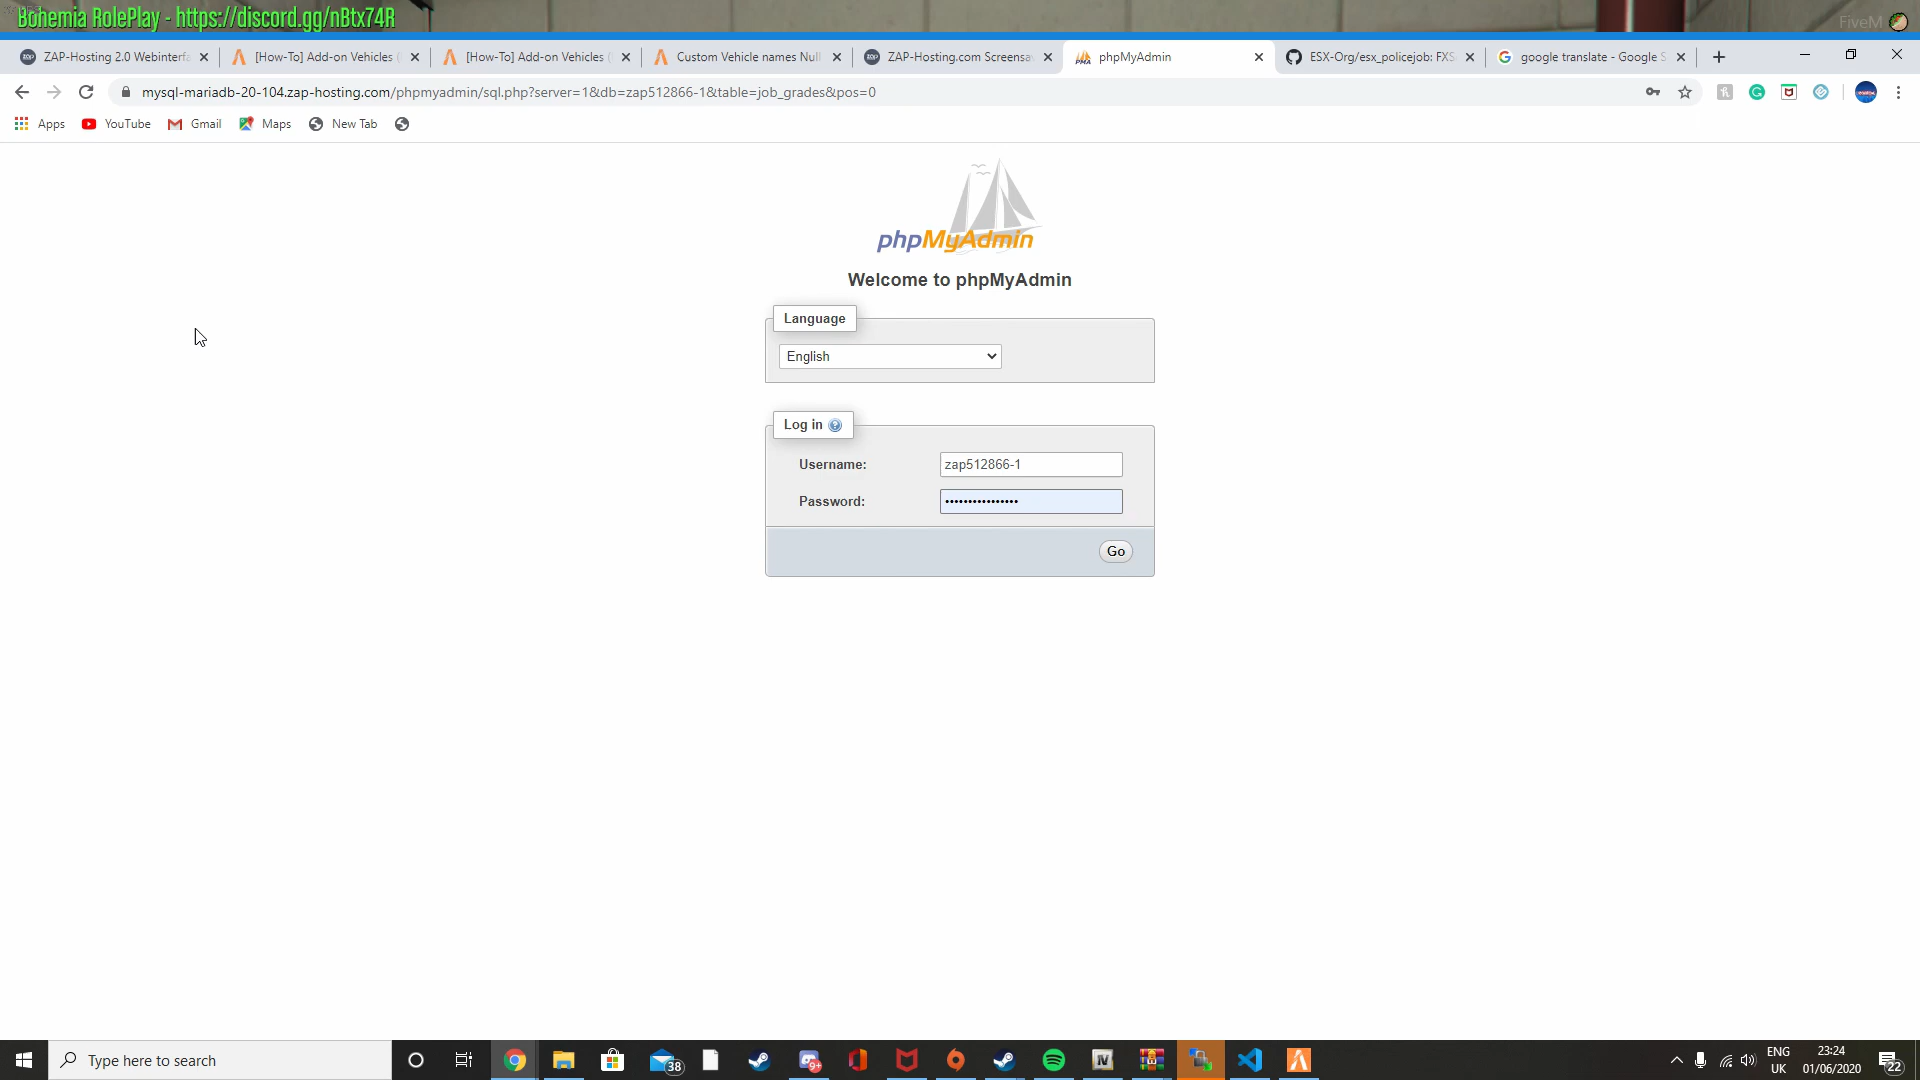 Bohemia RolePlay - https://discord.gg/nBtx74R
FiveM
ZAP-Hosting 2.0 Webinterfa
[How-To] Add-on Vehicles (
[How-To] Add-on Vehicles (
Custom Vehicle names Null
ZAP-Hosting.com Screensav
phpMyAdmin
ESX-Org/esx_policejob: FXS
google translate - Google S
mysql-mariadb-20-104.zap-hosting.com/phpmyadmin/sql.php?server=1&db=zap512866-1&table=job_grades&pos=0
Apps
YouTube
Gmail
Maps
New Tab
phpMyAdmin
Welcome to phpMyAdmin
Language
English
Log in
Username:
zap512866-1
Password:
••••••••••••••••
Go
Type here to search
38
9+
ENG
UK
23:24
01/06/2020
22